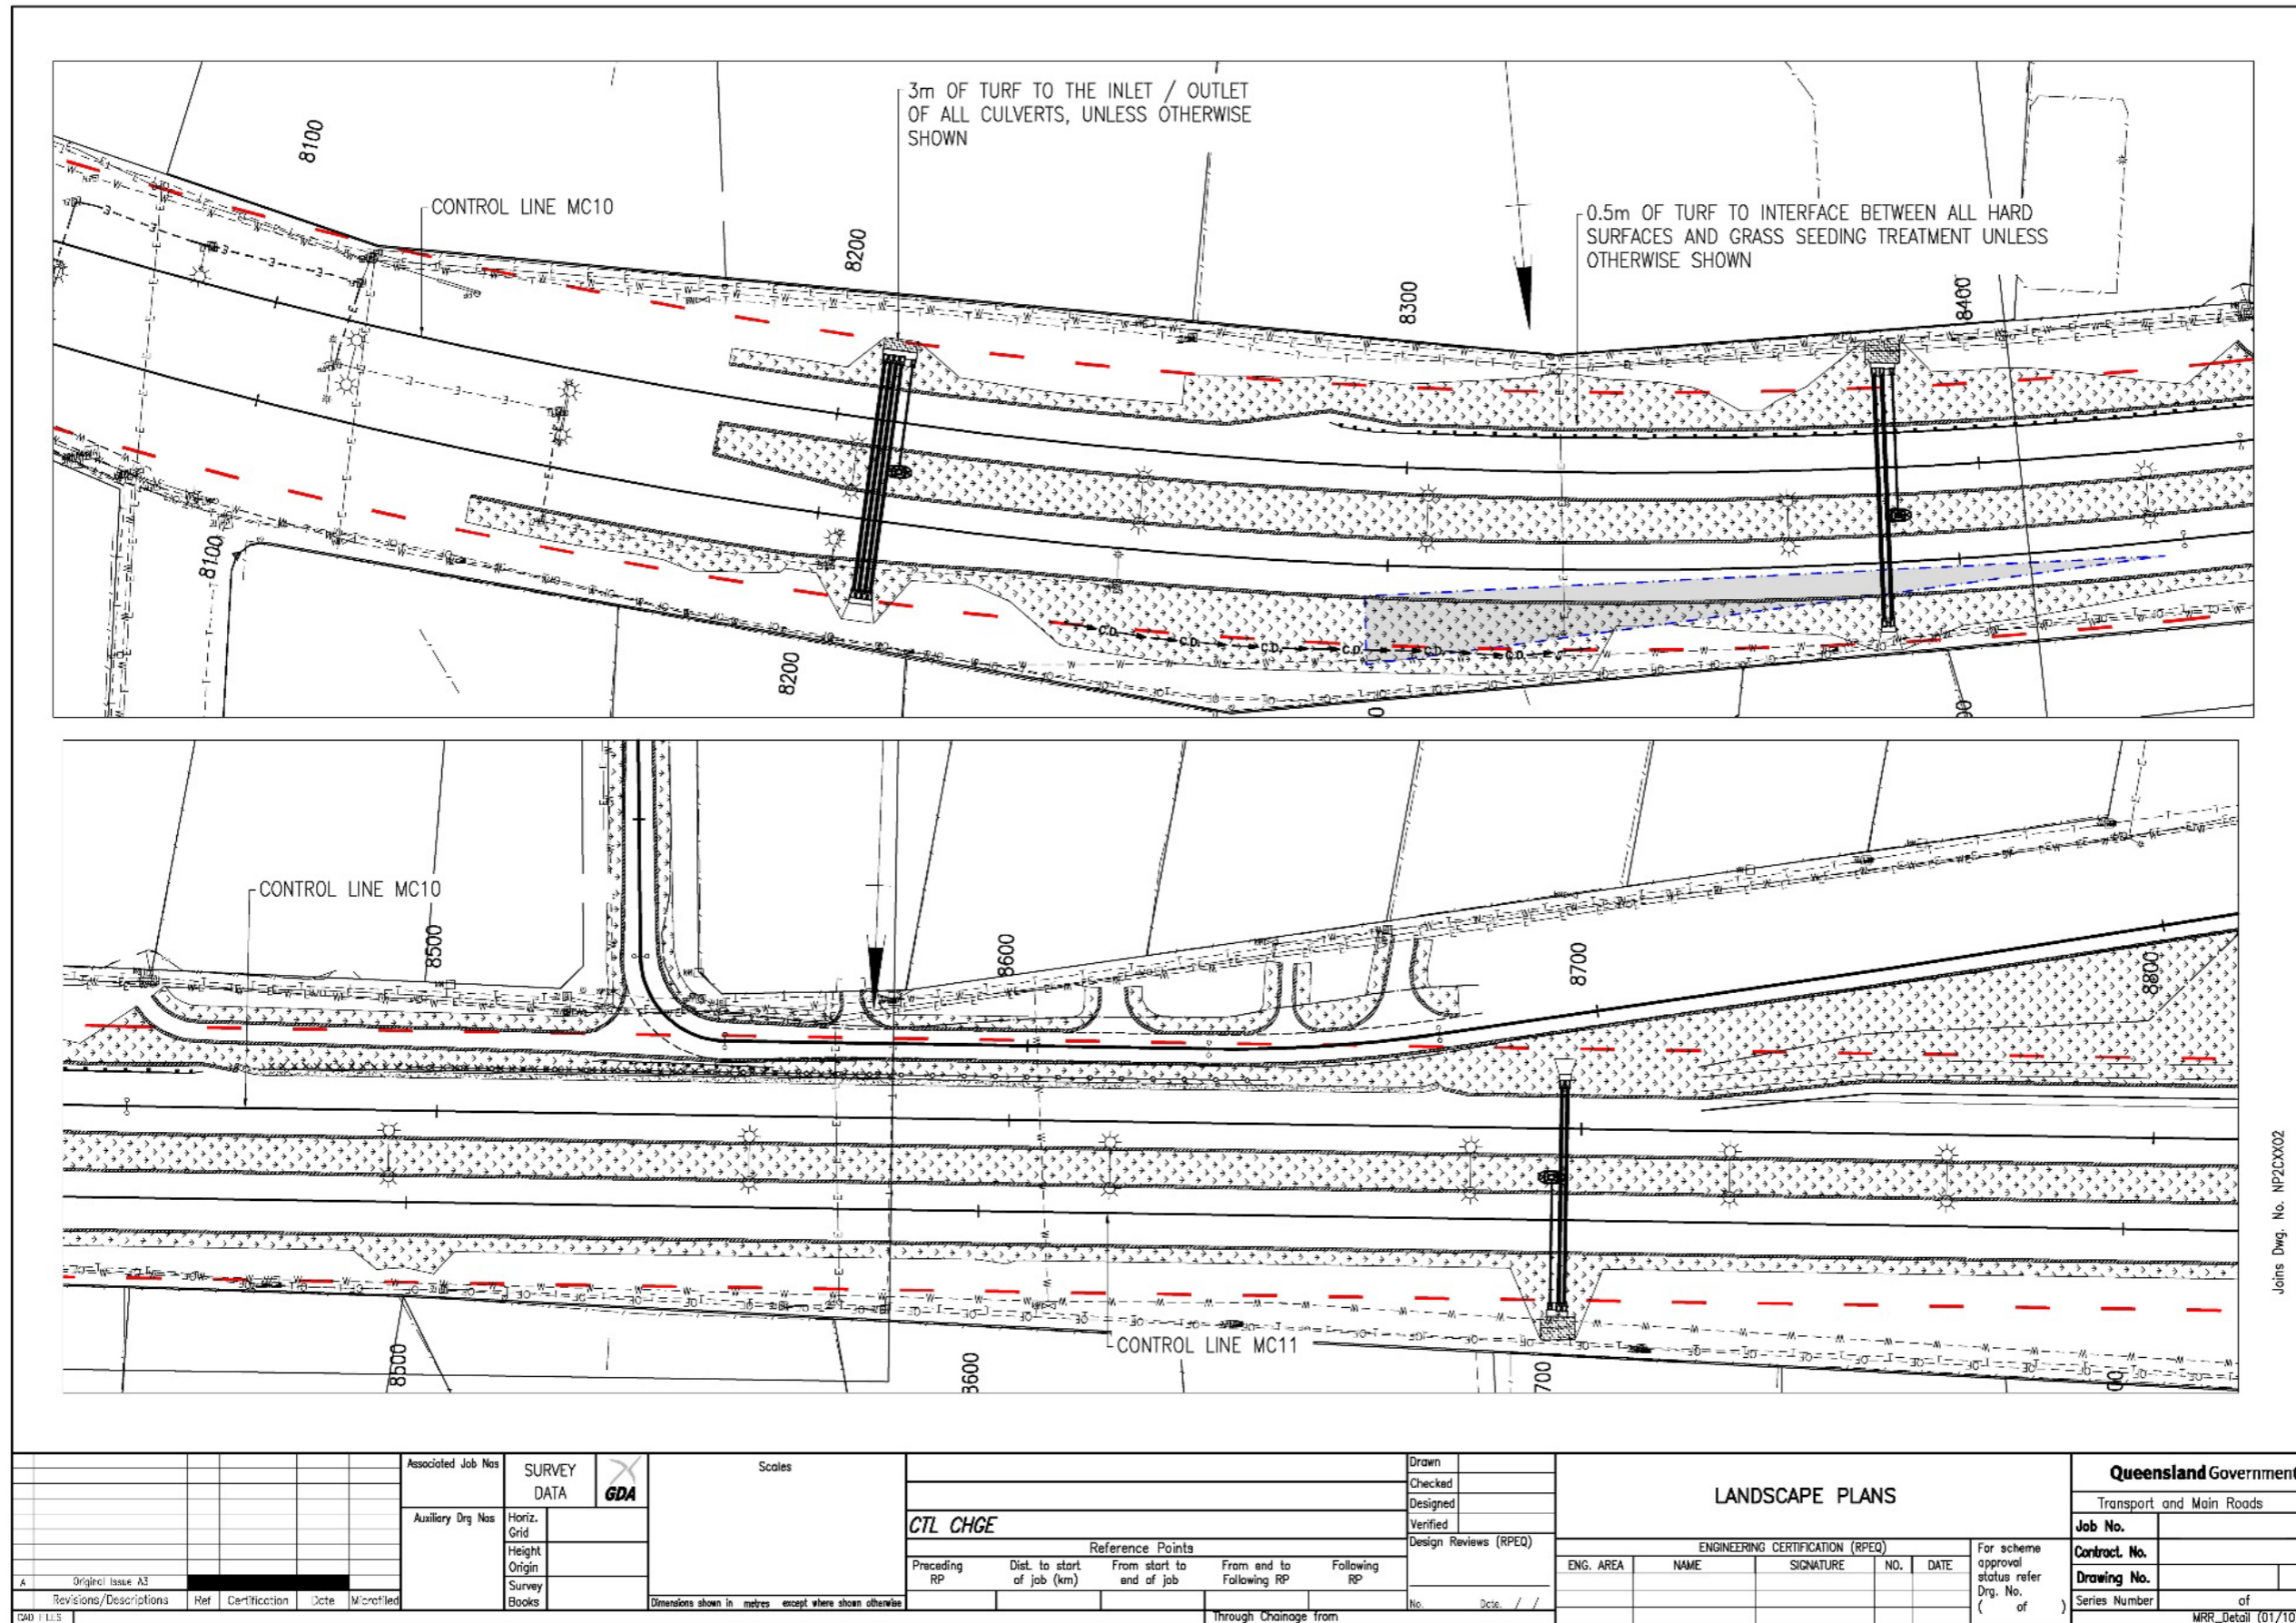 3m OF TURF TO THE INLET / OUTLET
OF ALL CULVERTS, UNLESS OTHERWISE
SHOWN
8100
CONTROL LINE MC10
8200
0.5m OF TURF TO INTERFACE BETWEEN ALL HARD
SURFACES AND GRASS SEEDING TREATMENT UNLESS
OTHERWISE SHOWN
8300
8400
8100
8200
C.D. C.D. C.D. C.D. C.D. C.D.
CONTROL LINE MC10
8500
8600
8700
8800
8500
8600
700
00
CONTROL LINE MC11
Joins Dwg. No. NP2CXX02
A Original Issue A3
Revisions/Descriptions Ref Certification Date Microfiled
CAD FILES
Associated Job Nos
Auxiliary Drg Nos
SURVEY
DATA
GDA
Horiz.
Grid
Height
Origin
Survey
Books
Scales
Dimensions shown in metres except where shown otherwise
CTL CHGE
Reference Points
Preceding
RP
Dist. to start
of job (km)
From start to
end of job
From end to
Following RP
Following
RP
Through Chainage from
Drawn
Checked
Designed
Verified
Design Reviews (RPEQ)
No. Date. / /
LANDSCAPE PLANS
ENGINEERING CERTIFICATION (RPEQ)
ENG. AREA NAME SIGNATURE NO. DATE
For scheme
approval
status refer
Drg. No.
( of )
Queensland Government
Transport and Main Roads
Job No.
Contract. No.
Drawing No.
Series Number of
MRR_Detail (01/10